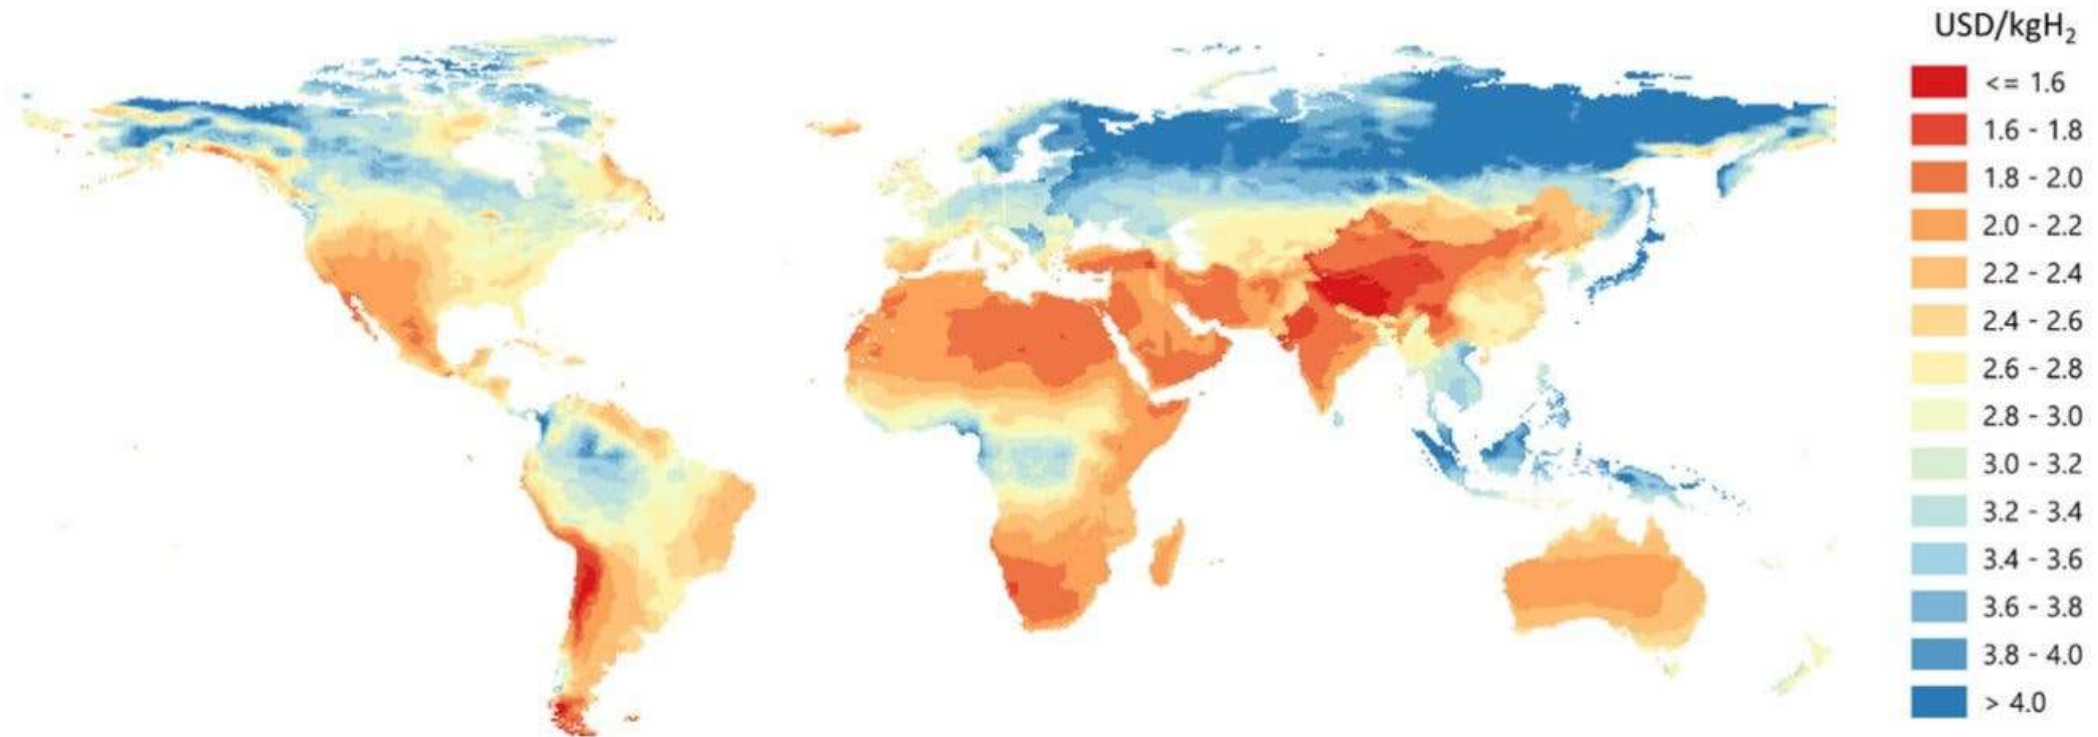 USD/kgH₂
<= 1.6
1.6 - 1.8
1.8 - 2.0
2.0 - 2.2
2.2 - 2.4
2.4 - 2.6
2.6 - 2.8
2.8 - 3.0
3.0 - 3.2
3.2 - 3.4
3.4 - 3.6
3.6 - 3.8
3.8 - 4.0
> 4.0